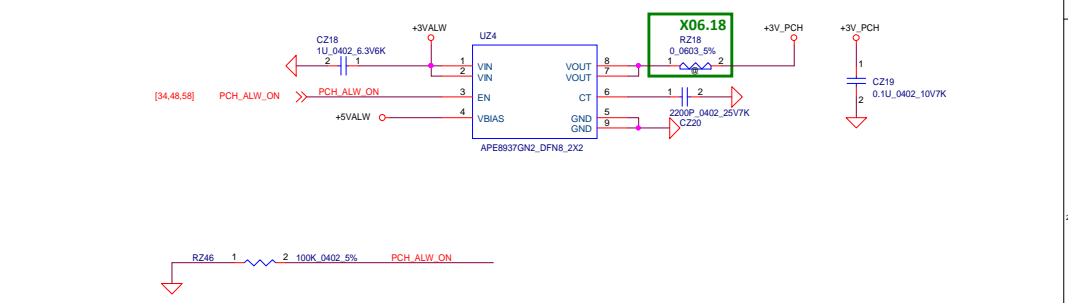 X06.18
+3VALW
+3V_PCH
+3V_PCH
CZ18
UZ4
RZ18
1U_0402_6.3V6K
0_0603_5%
2 1
1 VIN
2 VIN
VOUT 8
VOUT 7
1 2
@
1
CZ19
0.1U_0402_10V7K
2
[34,48,58] PCH_ALW_ON PCH_ALW_ON
3 EN
CT 6
1 2
2200P_0402_25V7K
CZ20
+5VALW
4 VBIAS
GND 5
GND 9
APE8937GN2_DFN8_2X2
RZ46 1 2 100K_0402_5% PCH_ALW_ON
2